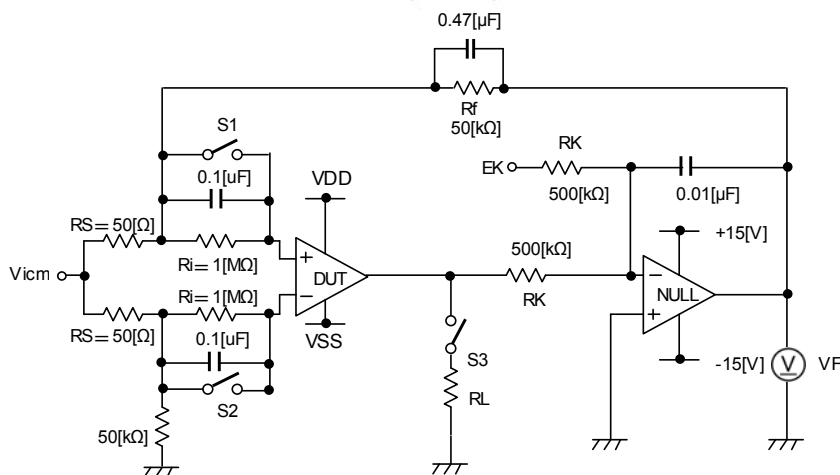 0.47[µF]
Rf
50[kΩ]
S1
EK
RK
0.1[uF]
VDD
500[kΩ]
0.01[µF]
RS= 50[Ω]
500[kΩ]
+15[V]
Ri= 1[MΩ]
Vicm
+
DUT
−
NULL
−
+
Ri= 1[MΩ]
RK
RS= 50[Ω]
VSS
0.1[uF]
S3
-15[V]
V
VF
S2
RL
50[kΩ]